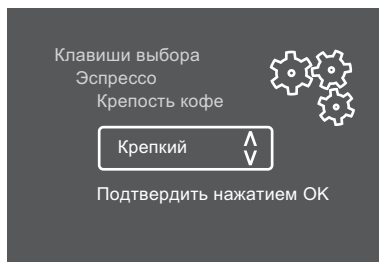 Клавиши выбора
Эспрессо
Крепость кофе
Крепкий
Подтвердить нажатием OK